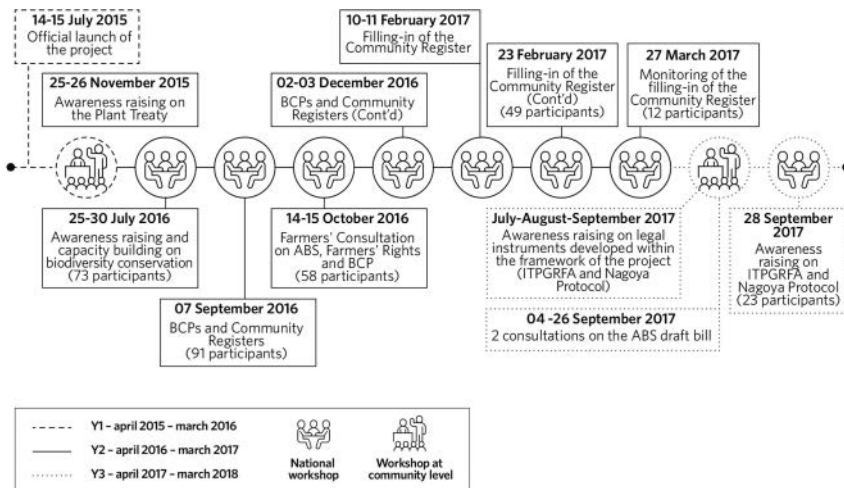 14-15 July 2015
Official launch of
the project
25-26 November 2015
Awareness raising on
the Plant Treaty
02-03 December 2016
BCPs and Community
Registers (Cont'd)
10-11 February 2017
Filling-in of the
Community Register
23 February 2017
Filling-in of the
Community Register
(Cont'd)
(49 participants)
27 March 2017
Monitoring of the
filling-in of the
Community Register
(12 participants)
25-30 July 2016
Awareness raising and
capacity building on
biodiversity conservation
(73 participants)
07 September 2016
BCPs and Community
Registers
(91 participants)
14-15 October 2016
Farmers' Consultation
on ABS, Farmers' Rights
and BCP
(58 participants)
July-August-September 2017
Awareness raising on legal
instruments developed within
the framework of the project
(ITPGRFA and Nagoya
Protocol)
04 -26 September 2017
2 consultations on the ABS draft bill
28 September
2017
Awareness
raising on
ITPGRFA and
Nagoya Protocol
(23 participants)
Y1 – april 2015 – march 2016
Y2 – april 2016 – march 2017
Y3 – april 2017 – march 2018
National
workshop
Workshop at
community level